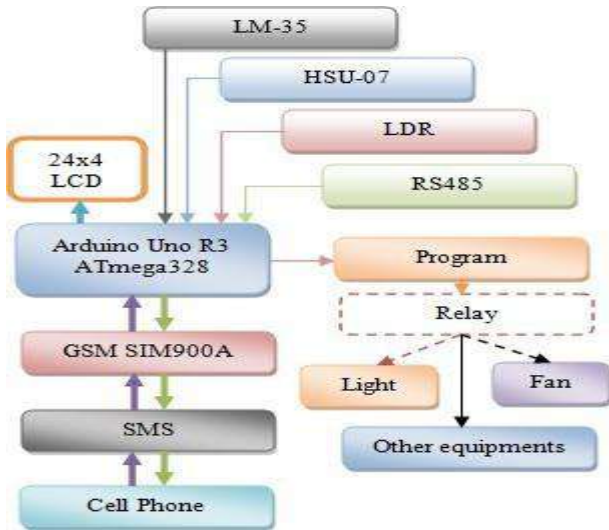 LM-35
HSU-07
LDR
RS485
24x4
LCD
Arduino Uno R3
ATmega328
Program
Relay
GSM SIM900A
Light
Fan
SMS
Other equipments
Cell Phone